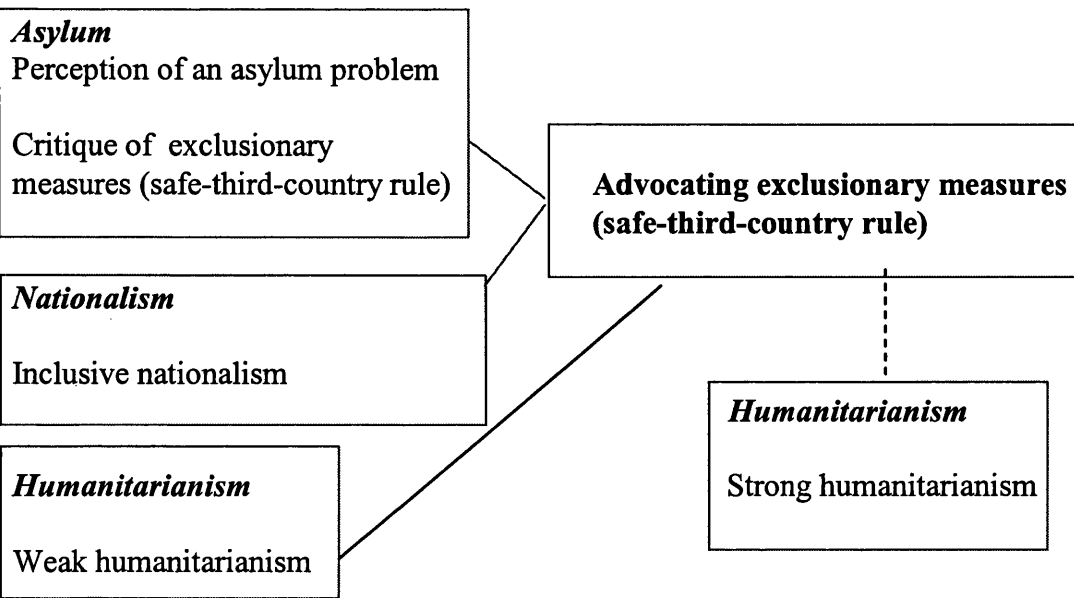 Asylum
Perception of an asylum problem
Critique of exclusionary
measures (safe-third-country rule)
Advocating exclusionary measures
(safe-third-country rule)
Nationalism
Inclusive nationalism
Humanitarianism
Weak humanitarianism
Humanitarianism
Strong humanitarianism